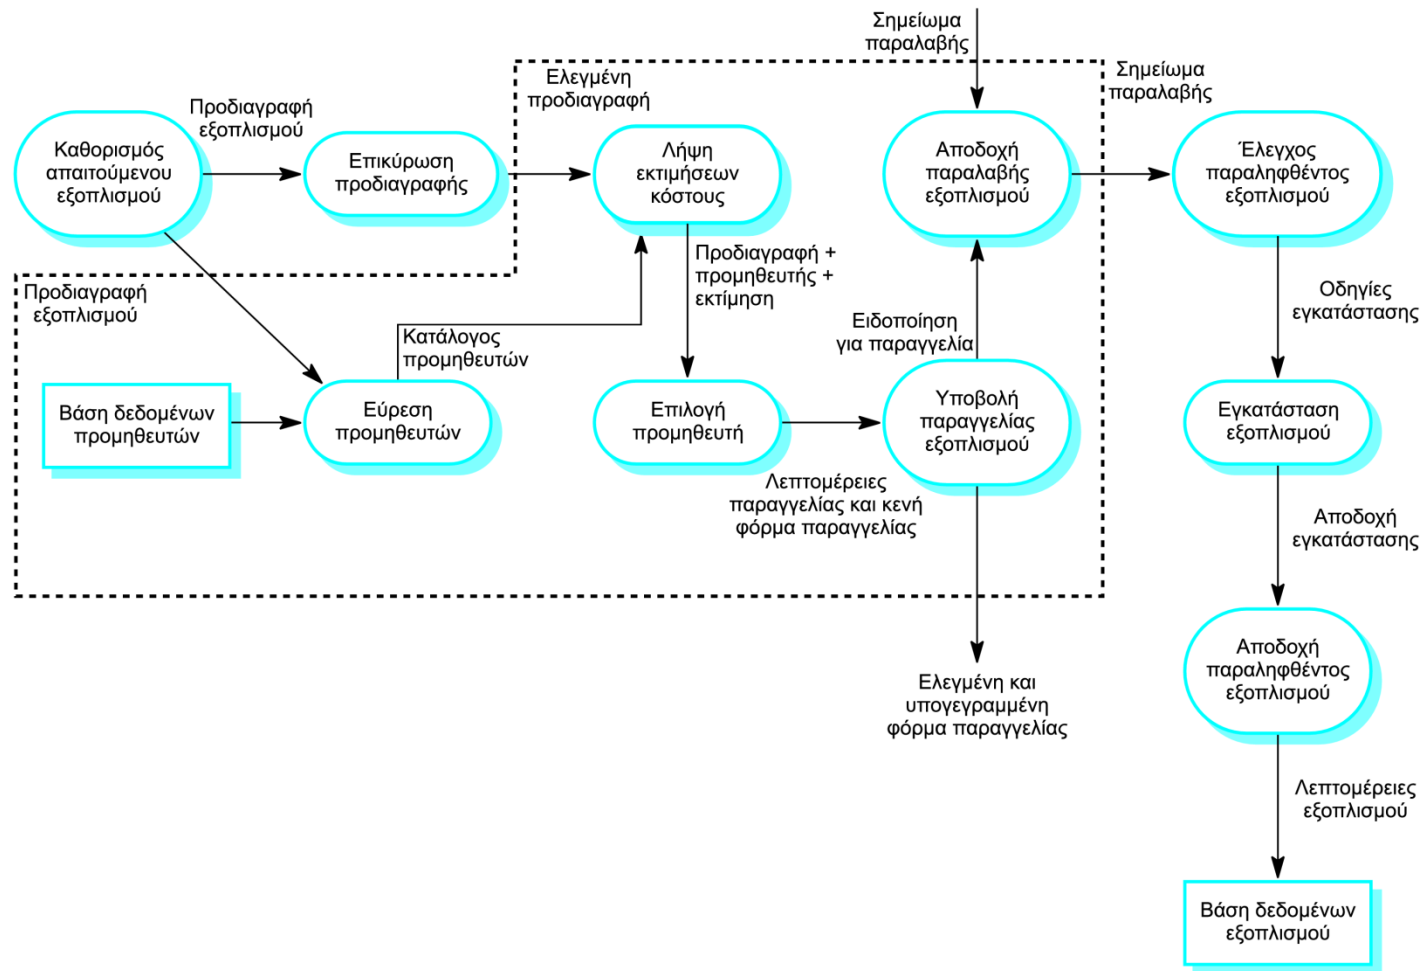 Σημείωμα
παραλαβής
Σημείωμα
παραλαβής
Ελεγμένη
προδιαγραφή
Προδιαγραφή
εξοπλισμού
Καθορισμός
απαιτούμενου
εξοπλισμού
Επικύρωση
προδιαγραφής
Λήψη
εκτιμήσεων
κόστους
Αποδοχή
παραλαβής
εξοπλισμού
Έλεγχος
παραληφθέντος
εξοπλισμού
Προδιαγραφή +
προμηθευτής +
εκτίμηση
Προδιαγραφή
εξοπλισμού
Οδηγίες
εγκατάστασης
Κατάλογος
προμηθευτών
Ειδοποίηση
για παραγγελία
Βάση δεδομένων
προμηθευτών
Εύρεση
προμηθευτών
Επιλογή
προμηθευτή
Υποβολή
παραγγελίας
εξοπλισμού
Εγκατάσταση
εξοπλισμού
Λεπτομέρειες
παραγγελίας και κενή
φόρμα παραγγελίας
Αποδοχή
εγκατάστασης
Αποδοχή
παραληφθέντος
εξοπλισμού
Ελεγμένη και
υπογεγραμμένη
φόρμα παραγγελίας
Λεπτομέρειες
εξοπλισμού
Βάση δεδομένων
εξοπλισμού